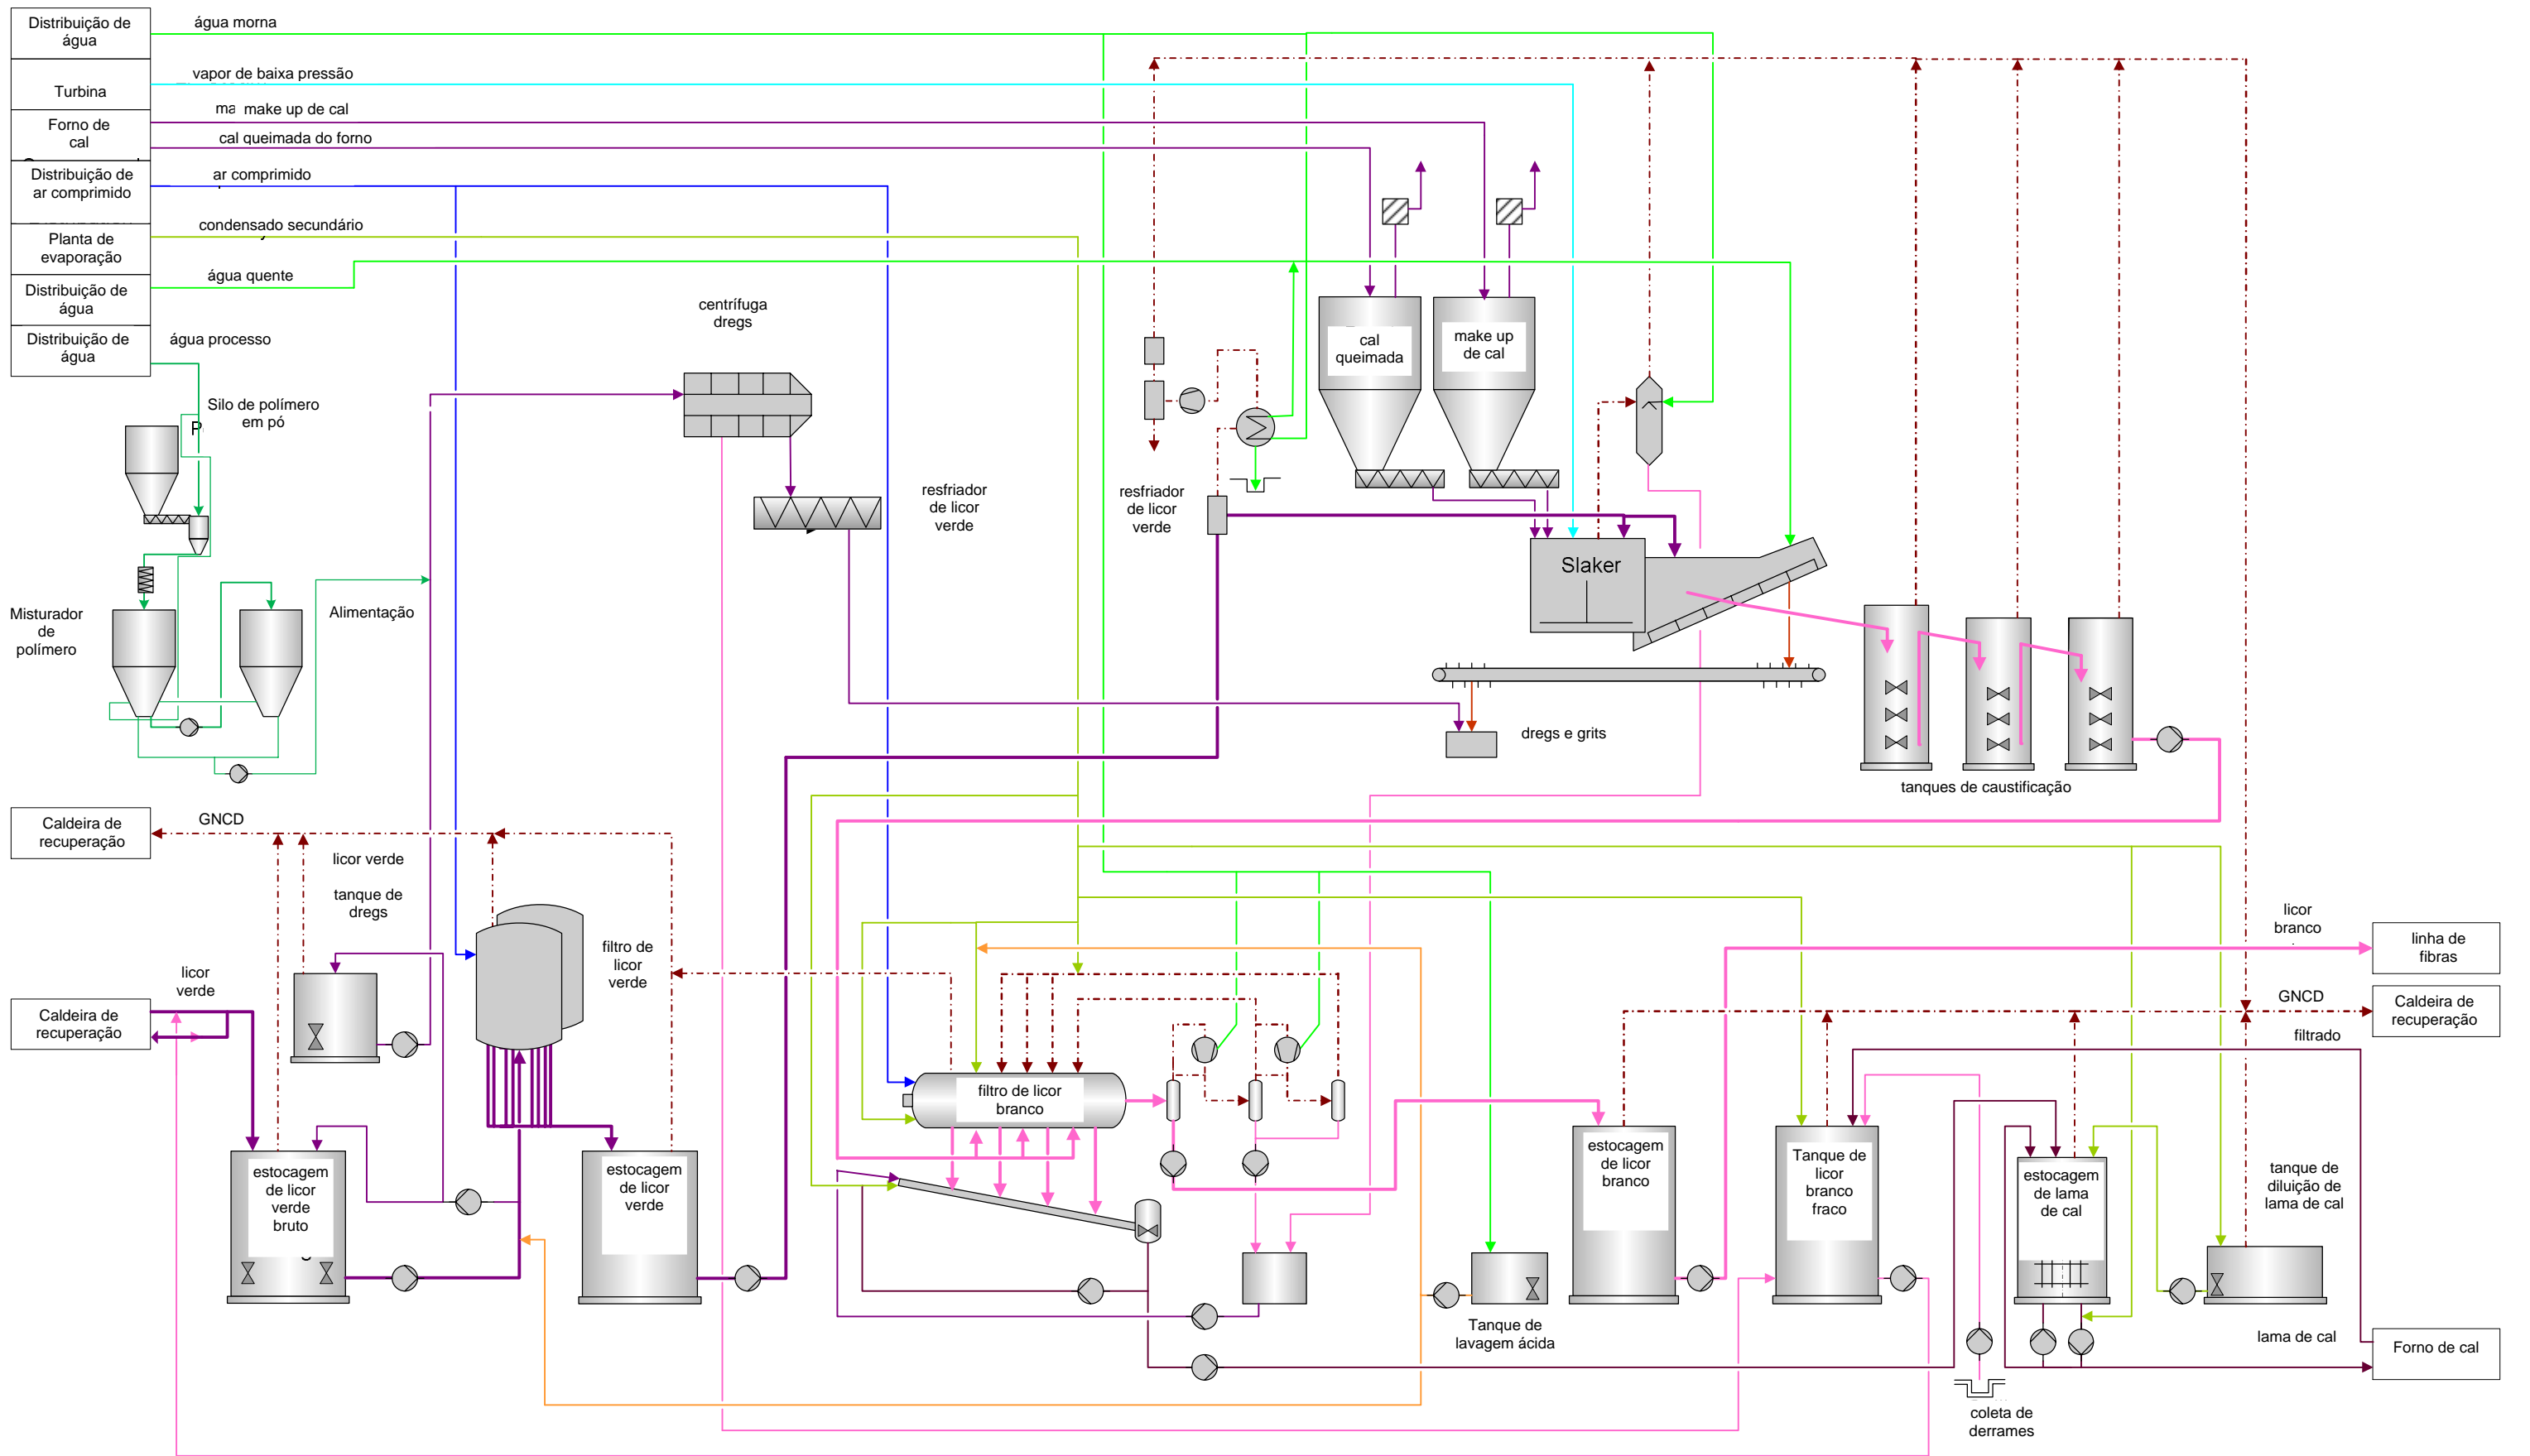 Distribuição de
água
água morna
Turbina
vapor de baixa pressão
Forno de
cal
ma
make up de cal
cal queimada do forno
Distribuição de
ar comprimido
ar comprimido
Planta de
evaporação
condensado secundário
Distribuição de
água
água quente
Distribuição de
água
água processo
Silo de polímero
em pó
P
centrífuga
dregs
cal
queimada
make up
de cal
resfriador
de licor
verde
resfriador
de licor
verde
Slaker
Misturador
de
polímero
Alimentação
dregs e grits
tanques de caustificação
Caldeira de
recuperação
GNCD
licor verde
tanque de
dregs
filtro de
licor
verde
licor
branco
linha de
fibras
licor
verde
Caldeira de
recuperação
GNCD
Caldeira de
recuperação
filtrado
filtro de licor
branco
estocagem
de licor
verde
bruto
estocagem
de licor
verde
estocagem
de licor
branco
Tanque de
licor
branco
fraco
estocagem
de lama
de cal
tanque de
diluição de
lama de cal
Tanque de
lavagem ácida
lama de cal
Forno de cal
coleta de
derrames